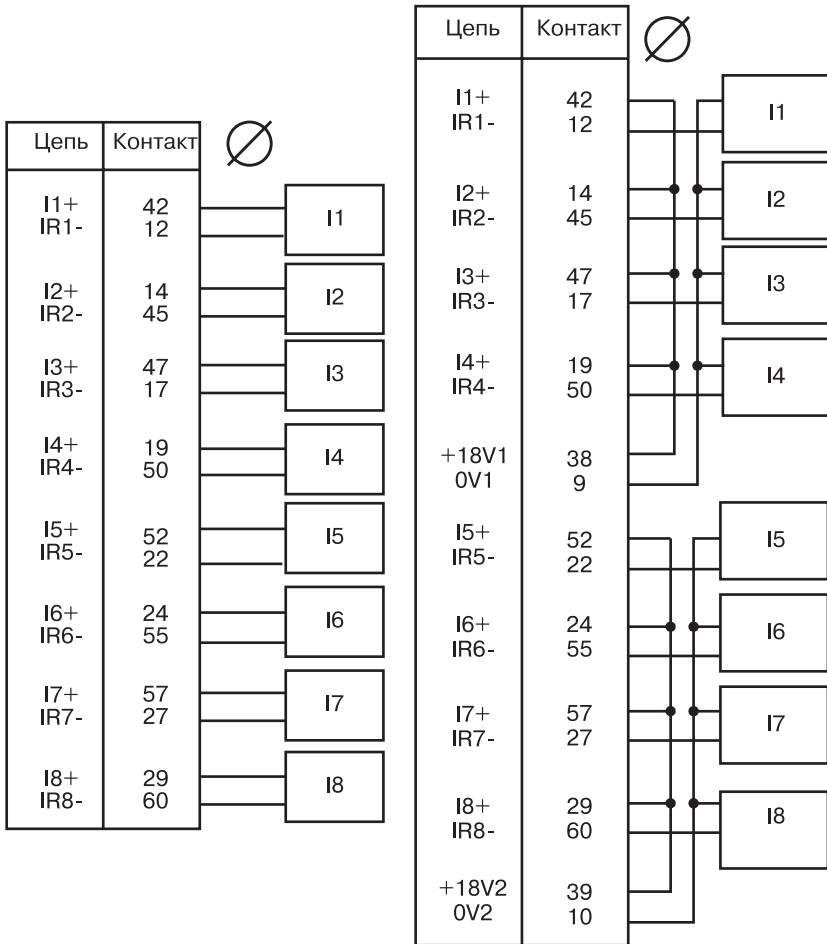 Цепь Контакт
I1+ 42
IR1- 12
I1
I2+ 14
IR2- 45
I2
I3+ 47
IR3- 17
I3
I4+ 19
IR4- 50
I4
I5+ 52
IR5- 22
I5
I6+ 24
IR6- 55
I6
I7+ 57
IR7- 27
I7
I8+ 29
IR8- 60
I8
Цепь Контакт
I1+ 42
IR1- 12
I1
I2+ 14
IR2- 45
I2
I3+ 47
IR3- 17
I3
I4+ 19
IR4- 50
I4
+18V1 38
0V1 9
I5+ 52
IR5- 22
I5
I6+ 24
IR6- 55
I6
I7+ 57
IR7- 27
I7
I8+ 29
IR8- 60
I8
+18V2 39
0V2 10